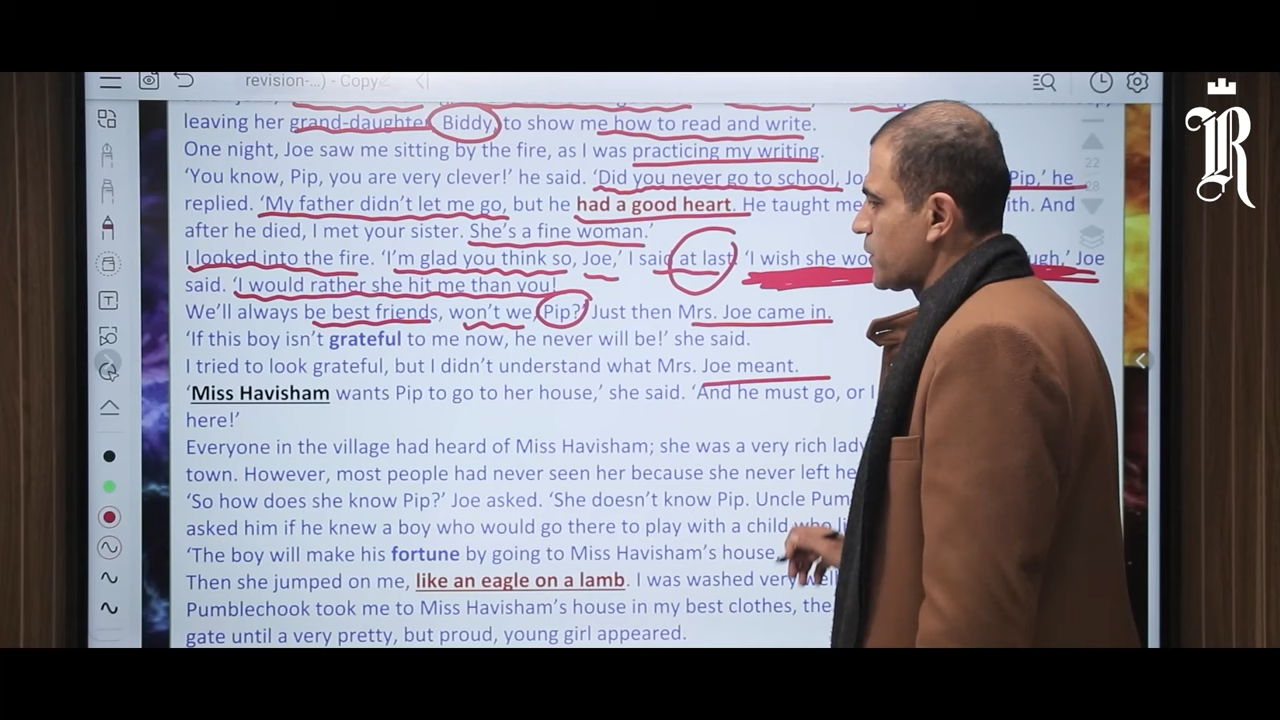 revision-...) - Copy
leaving her grand-daughter Biddy, to show me how to read and write.
One night, Joe saw me sitting by the fire, as I was practicing my writing.
‘You know, Pip, you are very clever!’ he said. ‘Did you never go to school, Pip,’ he
replied. ‘My father didn’t let me go, but he had a good heart. He taught me And
after he died, I met your sister. She’s a fine woman.’
I looked into the fire. ‘I’m glad you think so, Joe,’ I said at last. ‘I wish she Joe
said. ‘I would rather she hit me than you!
We’ll always be best friends, won’t we, Pip?’ Just then Mrs. Joe came in.
‘If this boy isn’t grateful to me now, he never will be!’ she said.
I tried to look grateful, but I didn’t understand what Mrs. Joe meant.
‘Miss Havisham wants Pip to go to her house,’ she said. ‘And he must go, or I
here!’
Everyone in the village had heard of Miss Havisham; she was a very rich lady
town. However, most people had never seen her because she never left
‘So how does she know Pip?’ Joe asked. ‘She doesn’t know Pip. Uncle
asked him if he knew a boy who would go there to play with a child who
‘The boy will make his fortune by going to Miss Havisham’s house,
Then she jumped on me, like an eagle on a lamb. I was washed very well
Pumblechook took me to Miss Havisham’s house in my best clothes,
gate until a very pretty, but proud, young girl appeared.
22
28
R